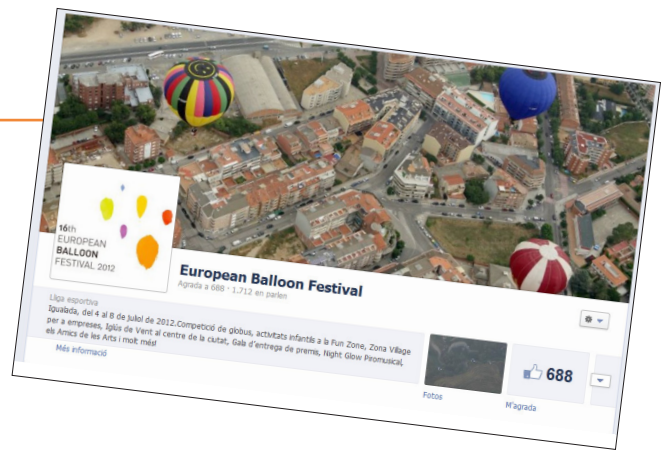 16th
EUROPEAN
BALLOON
FESTIVAL 2012
European Balloon Festival
Agrada a 688 · 1.712 en parlen
Lliga esportiva
Igualada, del 4 al 8 de juliol de 2012.Competició de globus, activitats infantils a la Fun Zone, Zona Village
per a empreses, Iglús de Vent al centre de la ciutat, Gala d'entrega de premis, Night Glow Piromusical,
els Amics de les Arts i molt més!
Més informació
Fotos
688
M'agrada